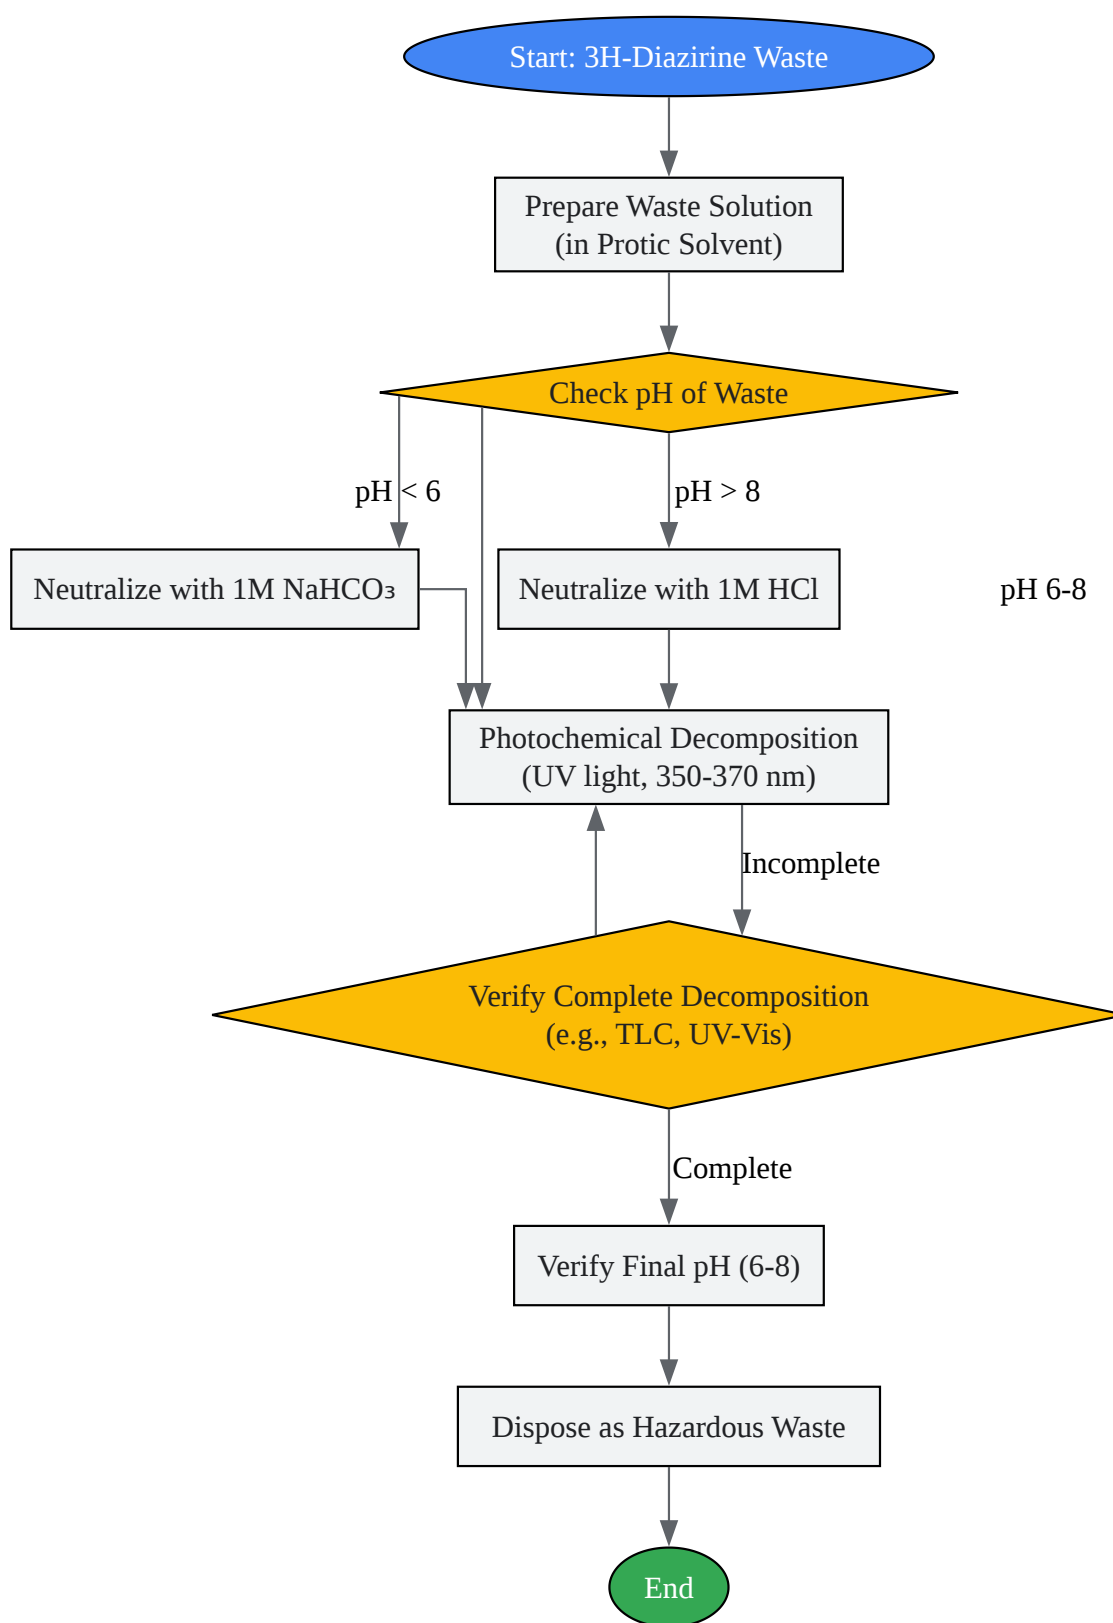 Start: 3H-Diazirine Waste
Prepare Waste Solution
(in Protic Solvent)
Check pH of Waste
pH < 6
pH > 8
Neutralize with 1M NaHCO₃
Neutralize with 1M HCl
pH 6-8
Photochemical Decomposition
(UV light, 350-370 nm)
Incomplete
Verify Complete Decomposition
(e.g., TLC, UV-Vis)
Complete
Verify Final pH (6-8)
Dispose as Hazardous Waste
End